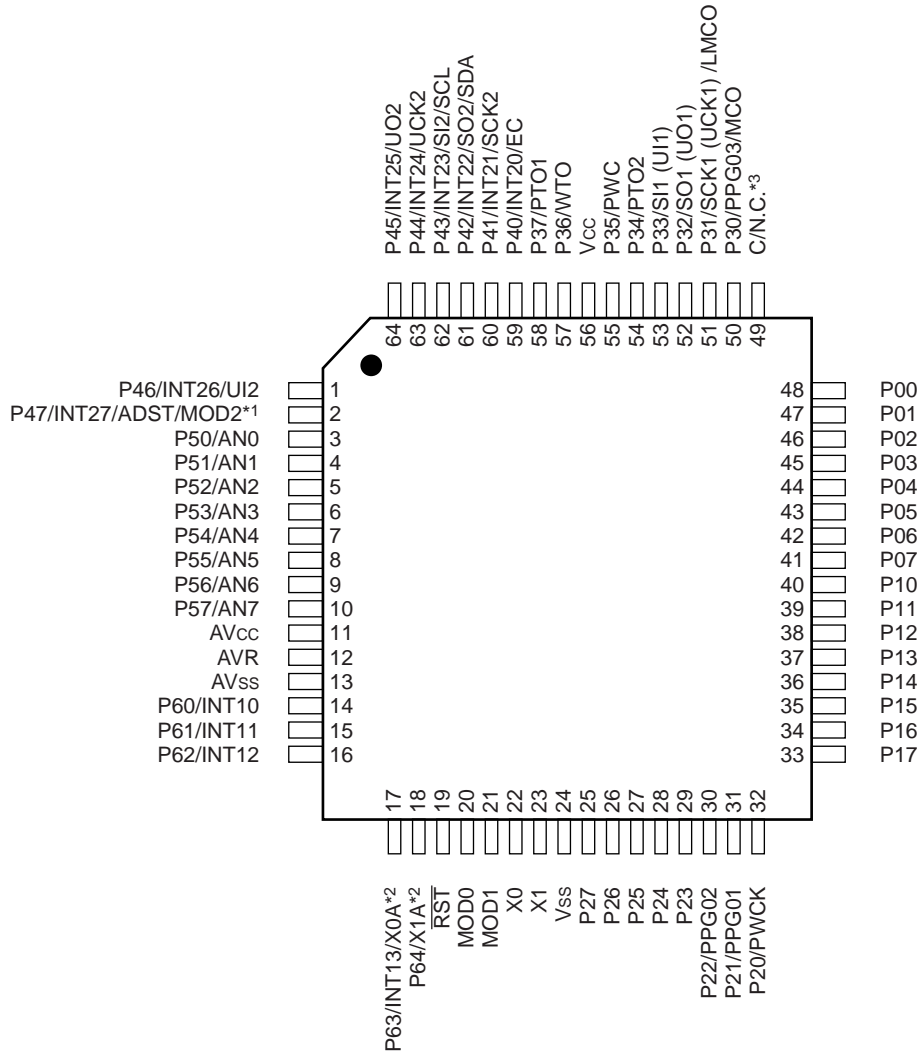 P45/INT25/UO2
P44/INT24/UCK2
P43/INT23/SI2/SCL
P42/INT22/SO2/SDA
P41/INT21/SCK2
P40/INT20/EC
P37/PTO1
P36/WTO
Vcc
P35/PWC
P34/PTO2
P33/SI1 (UI1)
P32/SO1 (UO1)
P31/SCK1 (UCK1) /LMCO
P30/PPG03/MCO
C/N.C.*3
64
63
62
61
60
59
58
57
56
55
54
53
52
51
50
49
P46/INT26/UI2 1
P47/INT27/ADST/MOD2*1 2
P50/AN0 3
P51/AN1 4
P52/AN2 5
P53/AN3 6
P54/AN4 7
P55/AN5 8
P56/AN6 9
P57/AN7 10
AVcc 11
AVR 12
AVss 13
P60/INT10 14
P61/INT11 15
P62/INT12 16
48 P00
47 P01
46 P02
45 P03
44 P04
43 P05
42 P06
41 P07
40 P10
39 P11
38 P12
37 P13
36 P14
35 P15
34 P16
33 P17
17
18
19
20
21
22
23
24
25
26
27
28
29
30
31
32
P63/INT13/X0A*2
P64/X1A*2
RST
MOD0
MOD1
X0
X1
Vss
P27
P26
P25
P24
P23
P22/PPG02
P21/PPG01
P20/PWCK